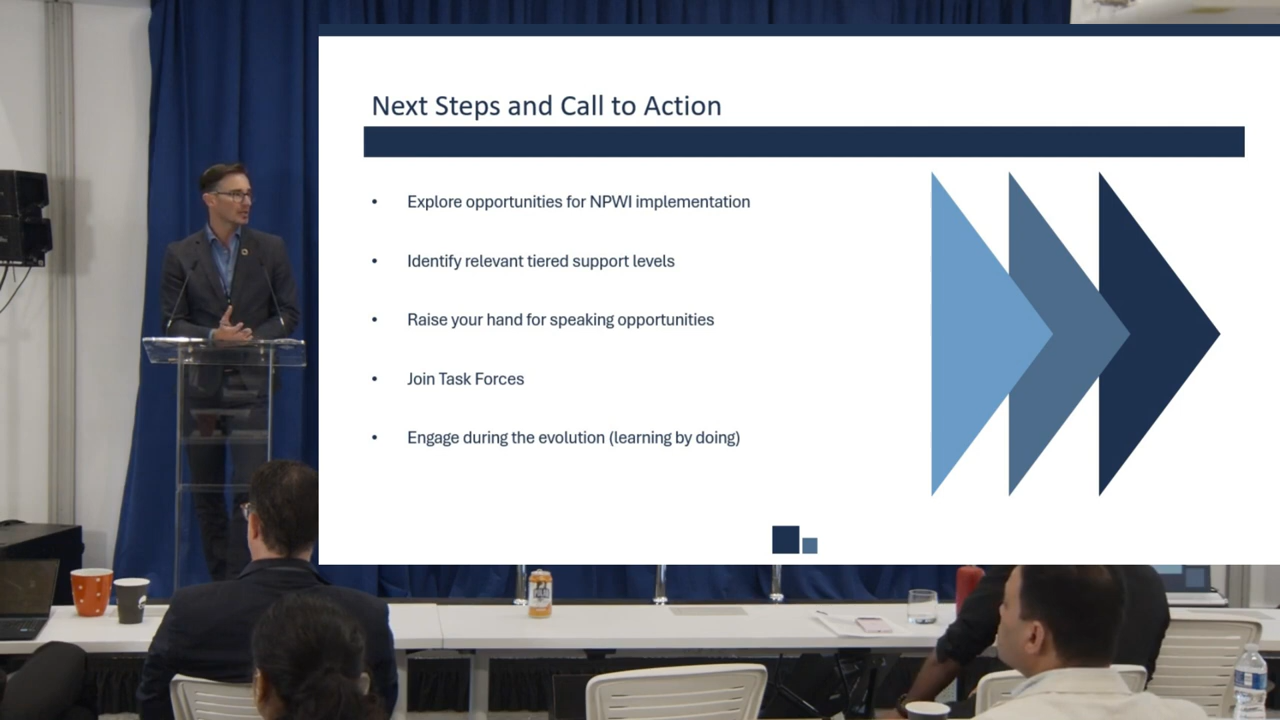 Next Steps and Call to Action
• Explore opportunities for NPWI implementation
• Identify relevant tiered support levels
• Raise your hand for speaking opportunities
• Join Task Forces
• Engage during the evolution (learning by doing)